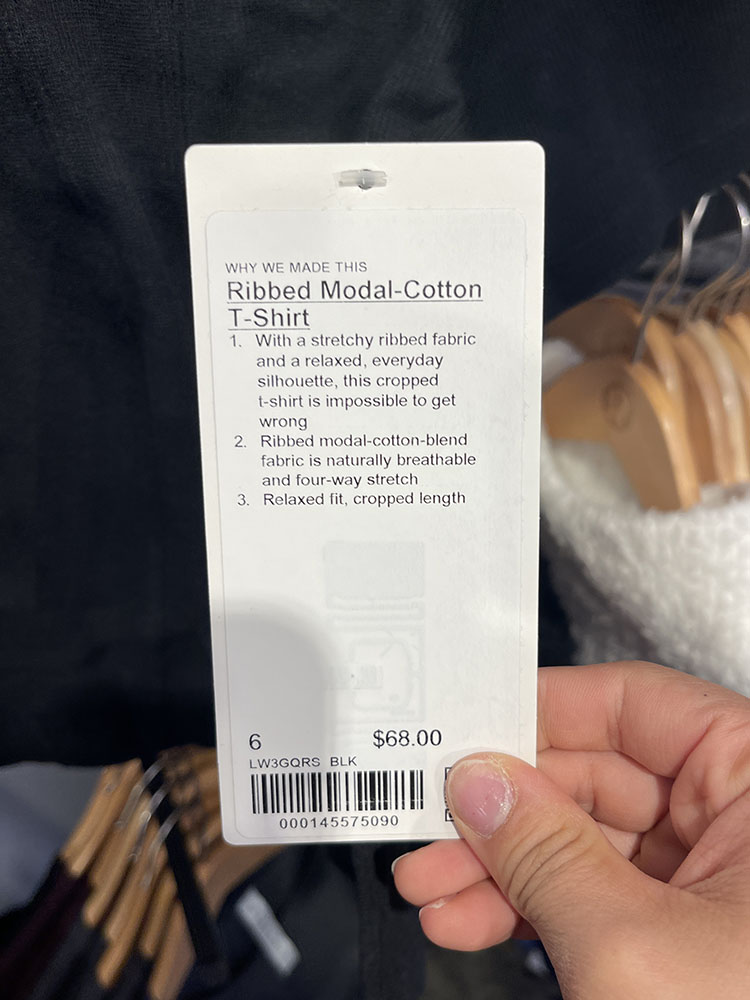 WHY WE MADE THIS
Ribbed Modal-Cotton
T-Shirt
1. With a stretchy ribbed fabric
and a relaxed, everyday
silhouette, this cropped
t-shirt is impossible to get
wrong
2. Ribbed modal-cotton-blend
fabric is naturally breathable
and four-way stretch
3. Relaxed fit, cropped length
6 $68.00
LW3GQRS BLK
000145575090